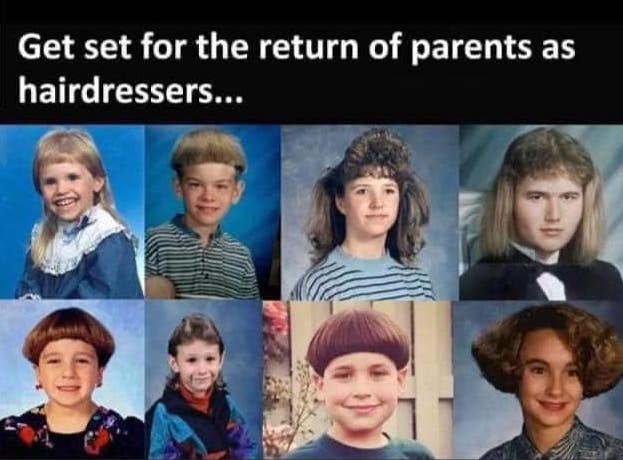 Get set for the return of parents as
hairdressers...